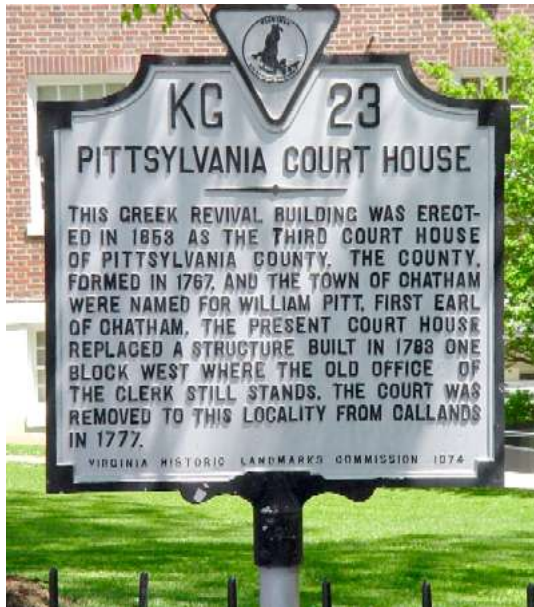 KG 23
PITTSYLVANIA COURT HOUSE
THIS GREEK REVIVAL BUILDING WAS ERECT-
ED IN 1853 AS THE THIRD COURT HOUSE
OF PITTSYLVANIA COUNTY. THE COUNTY,
FORMED IN 1767, AND THE TOWN OF CHATHAM
WERE NAMED FOR WILLIAM PITT, FIRST EARL
OF CHATHAM. THE PRESENT COURT HOUSE
REPLACED A STRUCTURE BUILT IN 1783 ONE
BLOCK WEST WHERE THE OLD OFFICE OF
THE CLERK STILL STANDS. THE COURT WAS
REMOVED TO THIS LOCALITY FROM CALLANDS
IN 1777.
VIRGINIA HISTORIC LANDMARKS COMMISSION 1974